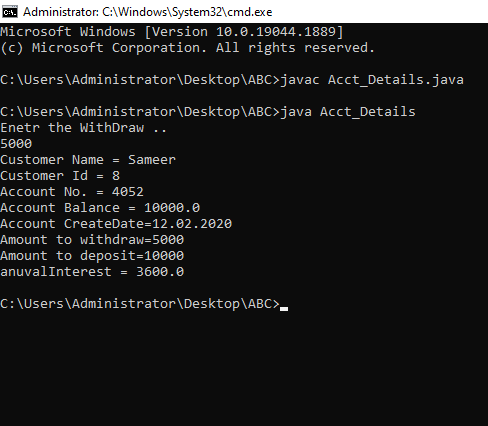 Administrator: C:\Windows\System32\cmd.exe
Microsoft Windows [Version 10.0.19044.1889]
(c) Microsoft Corporation. All rights reserved.
C:\Users\Administrator\Desktop\ABC>javac Acct_Details.java
C:\Users\Administrator\Desktop\ABC>java Acct_Details
Enetr the WithDraw ..
5000
Customer Name = Sameer
Customer Id = 8
Account No. = 4052
Account Balance = 10000.0
Account CreateDate=12.02.2020
Amount to withdraw=5000
Amount to deposit=10000
anuvalInterest = 3600.0
C:\Users\Administrator\Desktop\ABC>